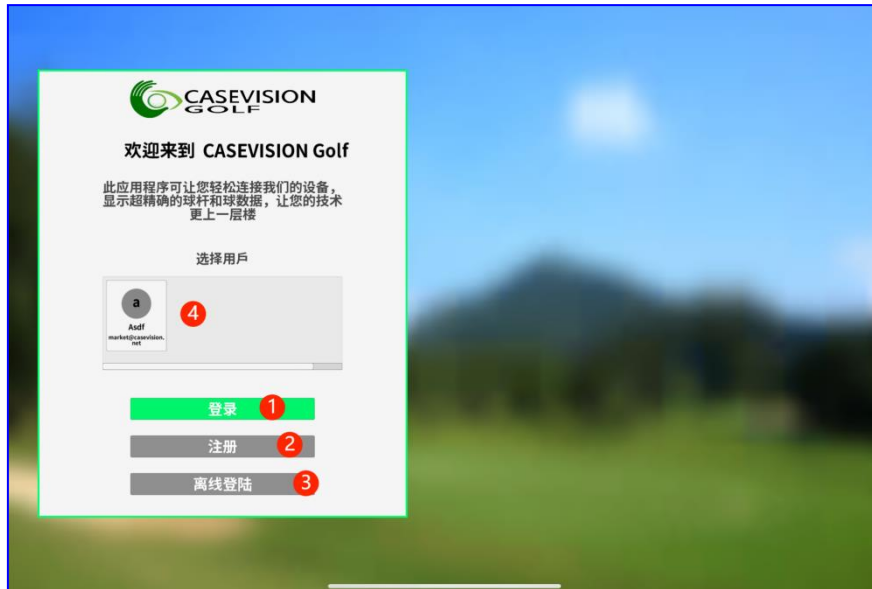 CASEVISION
GOLF
欢迎来到 CASEVISION Golf
此应用程序可让您轻松连接我们的设备，
显示超精确的球杆和球数据，让您的技术
更上一层楼
选择用戶
a
4
Asdf
market@casevision.
net
登录 1
注册 2
离线登陆 3